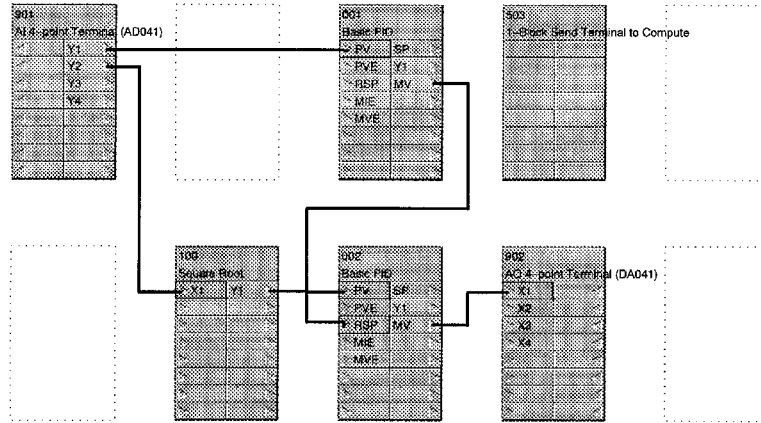 901
AI 4-point Terminal (AD041)
Y1
Y2
Y3
Y4
001
Basic PID
PV SP
PVE Y1
RSP MV
MIE
MVE
503
1-Block Send Terminal to Compute
100
Square Root
X1 Y1
002
Basic PID
PV SP
PVE Y1
RSP MV
MIE
MVE
902
AO 4-point Terminal (DA041)
X1
X2
X3
X4